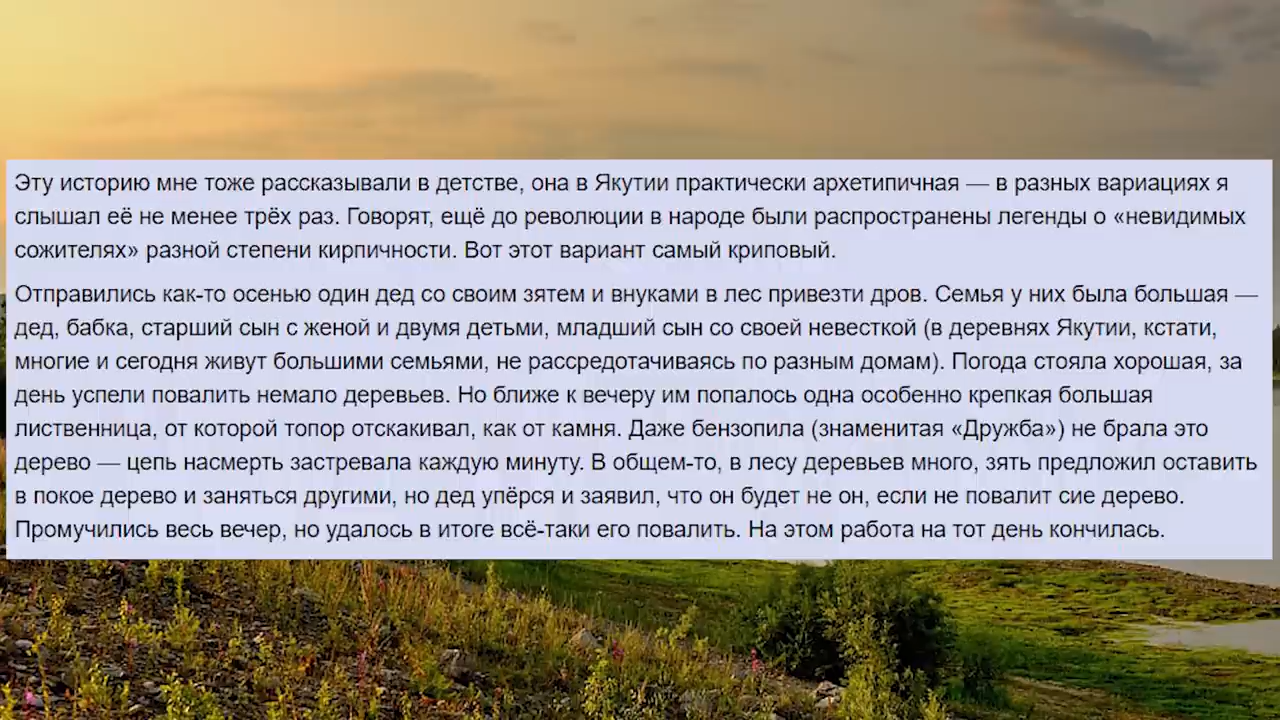 Эту историю мне тоже рассказывали в детстве, она в Якутии практически архетипичная — в разных вариациях я
слышал её не менее трёх раз. Говорят, ещё до революции в народе были распространены легенды о «невидимых
сожителях» разной степени кирпичности. Вот этот вариант самый криповый.
Отправились как-то осенью один дед со своим зятем и внуками в лес привезти дров. Семья у них была большая —
дед, бабка, старший сын с женой и двумя детьми, младший сын со своей невесткой (в деревнях Якутии, кстати,
многие и сегодня живут большими семьями, не рассредотачиваясь по разным домам). Погода стояла хорошая, за
день успели повалить немало деревьев. Но ближе к вечеру им попалось одна особенно крепкая большая
лиственница, от которой топор отскакивал, как от камня. Даже бензопила (знаменитая «Дружба») не брала это
дерево — цепь насмерть застревала каждую минуту. В общем-то, в лесу деревьев много, зять предложил оставить
в покое дерево и заняться другими, но дед упёрся и заявил, что он будет не он, если не повалит сие дерево.
Промучились весь вечер, но удалось в итоге всё-таки его повалить. На этом работа на тот день кончилась.